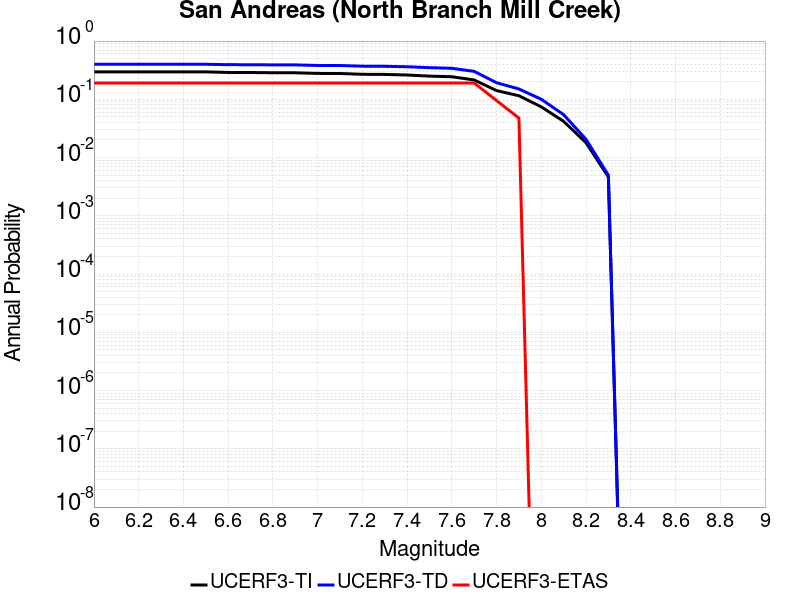 San Andreas (North Branch Mill Creek)
10^0
10^-1
10^-2
10^-3
10^-4
10^-5
10^-6
10^-7
10^-8
Annual Probability
6 6.2 6.4 6.6 6.8 7 7.2 7.4 7.6 7.8 8 8.2 8.4 8.6 8.8 9
Magnitude
UCERF3-TI UCERF3-TD UCERF3-ETAS